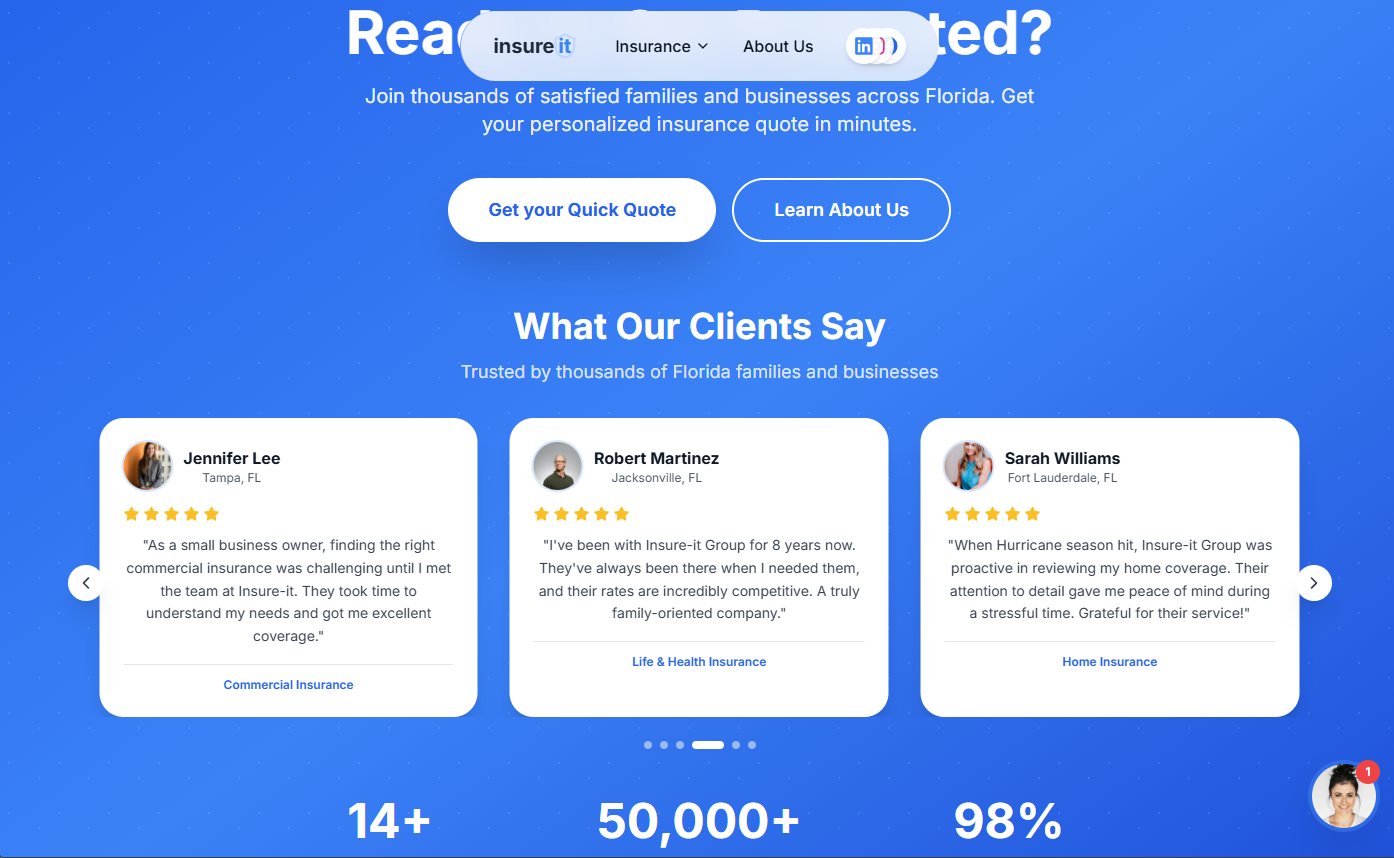 insureit
Insurance
About Us
in
Join thousands of satisfied families and businesses across Florida. Get
your personalized insurance quote in minutes.
Get your Quick Quote
Learn About Us
What Our Clients Say
Trusted by thousands of Florida families and businesses
Jennifer Lee
Tampa, FL
"As a small business owner, finding the right
commercial insurance was challenging until I met
the team at Insure-it. They took time to
understand my needs and got me excellent
coverage."
Commercial Insurance
Robert Martinez
Jacksonville, FL
"I've been with Insure-it Group for 8 years now.
They've always been there when I needed them,
and their rates are incredibly competitive. A truly
family-oriented company."
Life & Health Insurance
Sarah Williams
Fort Lauderdale, FL
"When Hurricane season hit, Insure-it Group was
proactive in reviewing my home coverage. Their
attention to detail gave me peace of mind during
a stressful time. Grateful for their service!"
Home Insurance
1
14+
50,000+
98%